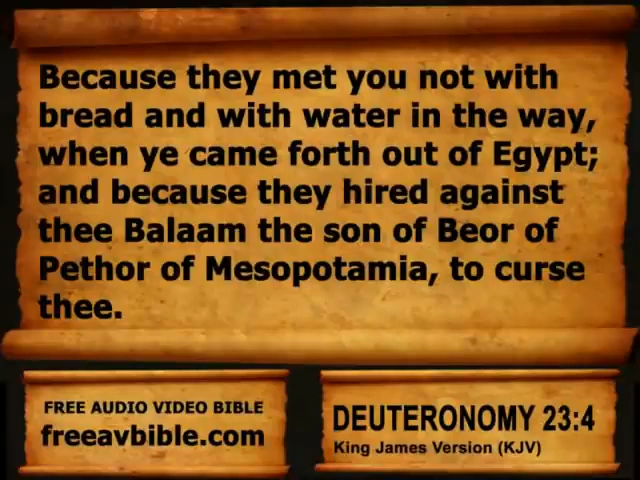 Because they met you not with
bread and with water in the way,
when ye came forth out of Egypt;
and because they hired against
thee Balaam the son of Beor of
Pethor of Mesopotamia, to curse
thee.
FREE AUDIO VIDEO BIBLE
freeavbible.com
DEUTERONOMY 23:4
King James Version (KJV)